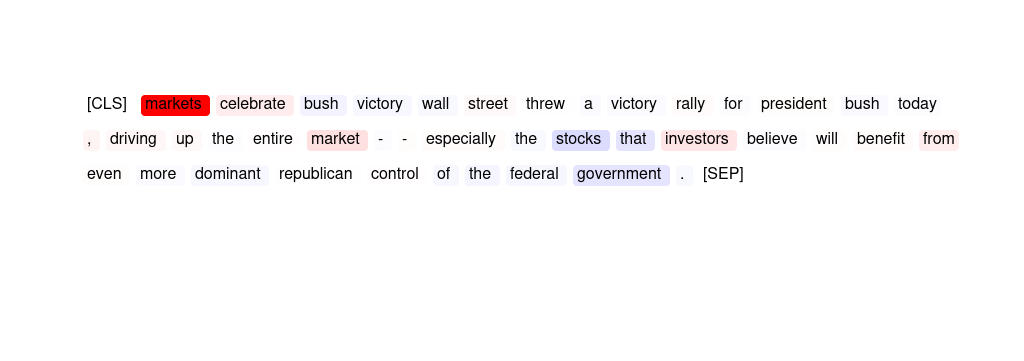 [CLS] markets celebrate bush victory wall street threw a victory rally for president bush today
, driving up the entire market - - especially the stocks that investors believe will benefit from
even more dominant republican control of the federal government . [SEP]